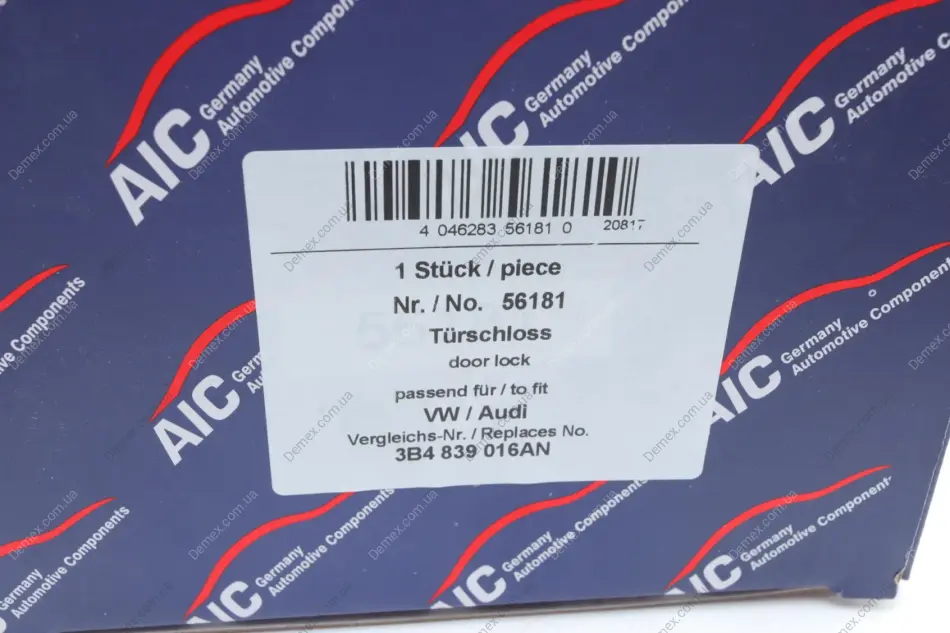 AIC Germany
Automotive Components
AIC Germany
Automotive Components
AIC Germany
Automotive Components
4 046283 56181 0
20817
1 Stück / piece
Nr. / No. 56181
Türschloss
door lock
passend für / to fit
VW / Audi
Vergleichs-Nr. / Replaces No.
3B4 839 016AN
AIC Germany
Automotive Components
AIC Germany
Automotive Components
AIC Germany
Automotive Components
AIC Germany
Automotive Components
AIC Germany
Automotive Component
Demex.com.ua